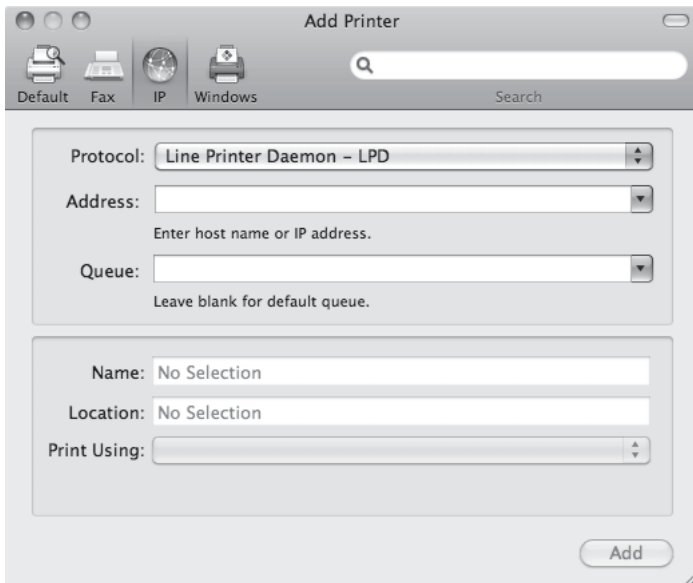 Add Printer
Default Fax IP Windows Search
Protocol: Line Printer Daemon – LPD
Address:
Enter host name or IP address.
Queue:
Leave blank for default queue.
Name: No Selection
Location: No Selection
Print Using:
Add